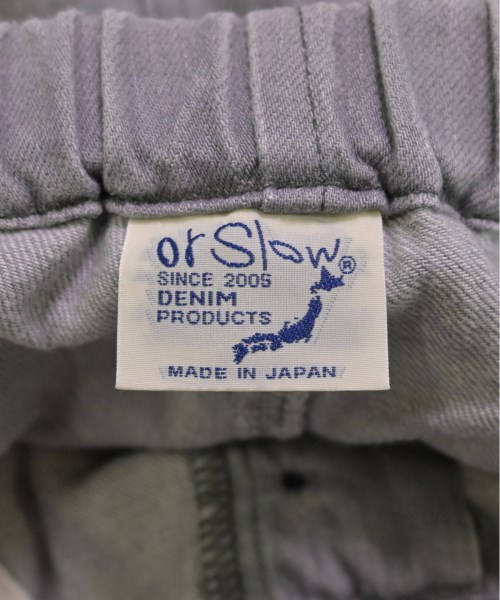 orSlow®
SINCE 2005
DENIM
PRODUCTS
MADE IN JAPAN